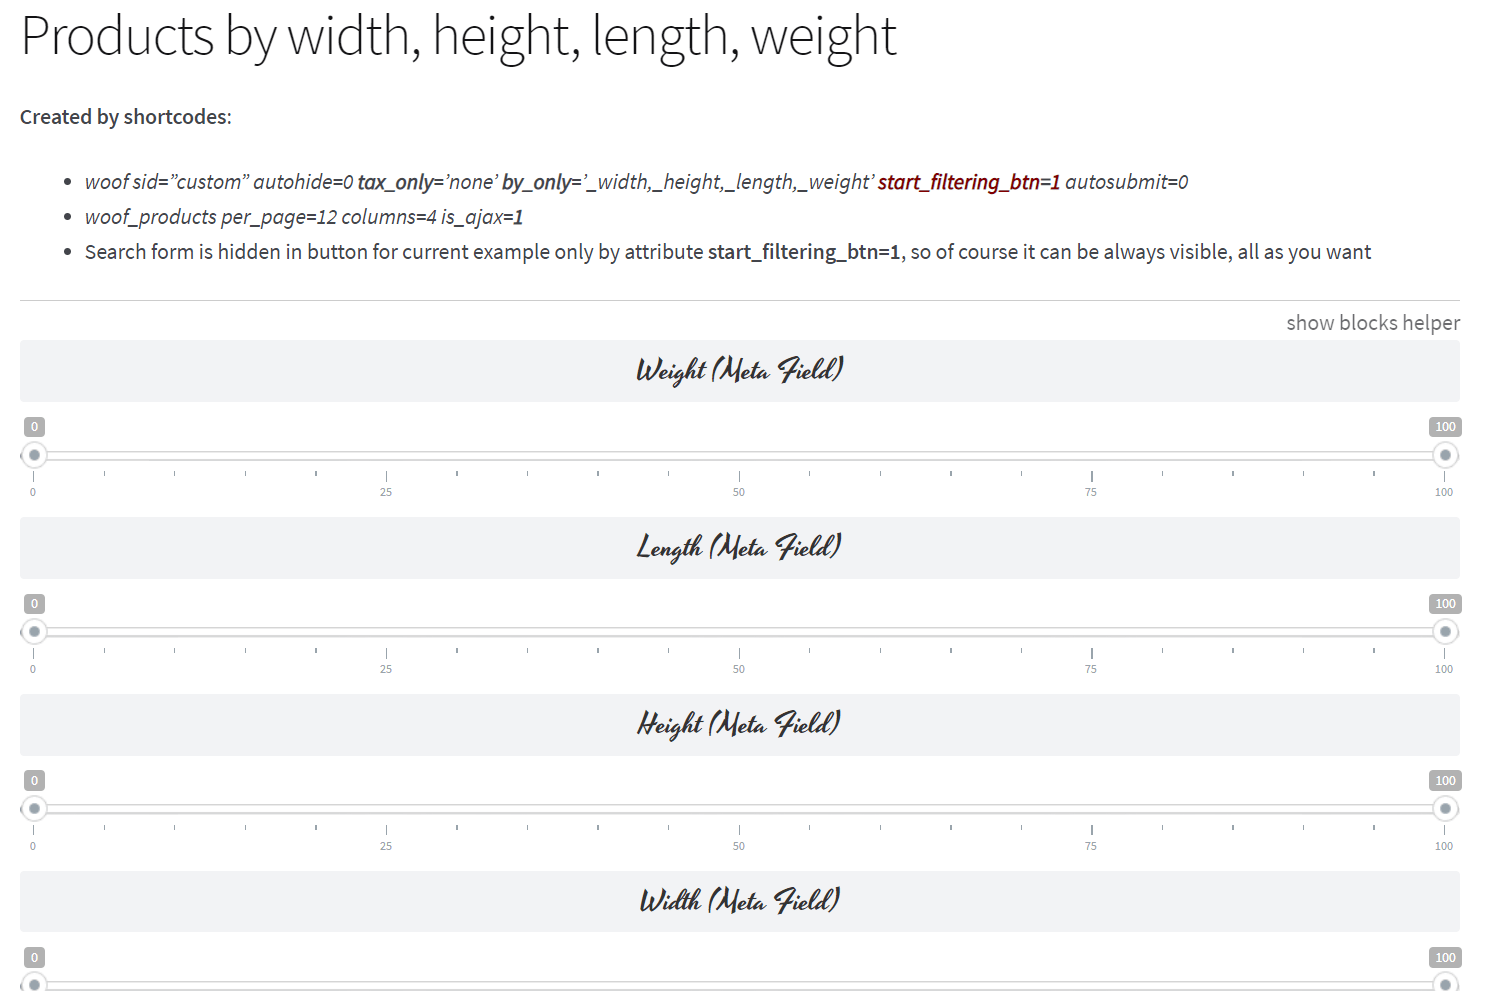 Products by width, height, length, weight
Created by shortcodes:
• woof sid=”custom” autohide=0 tax_only=’none’ by_only=’_width,_height,_length,_weight’ start_filtering_btn=1 autosubmit=0
• woof_products per_page=12 columns=4 is_ajax=1
• Search form is hidden in button for current example only by attribute start_filtering_btn=1, so of course it can be always visible, all as you want
show blocks helper
Weight (Meta Field)
0 100
0 25 50 75 100
Length (Meta Field)
0 100
0 25 50 75 100
Height (Meta Field)
0 100
0 25 50 75 100
Width (Meta Field)
0 100